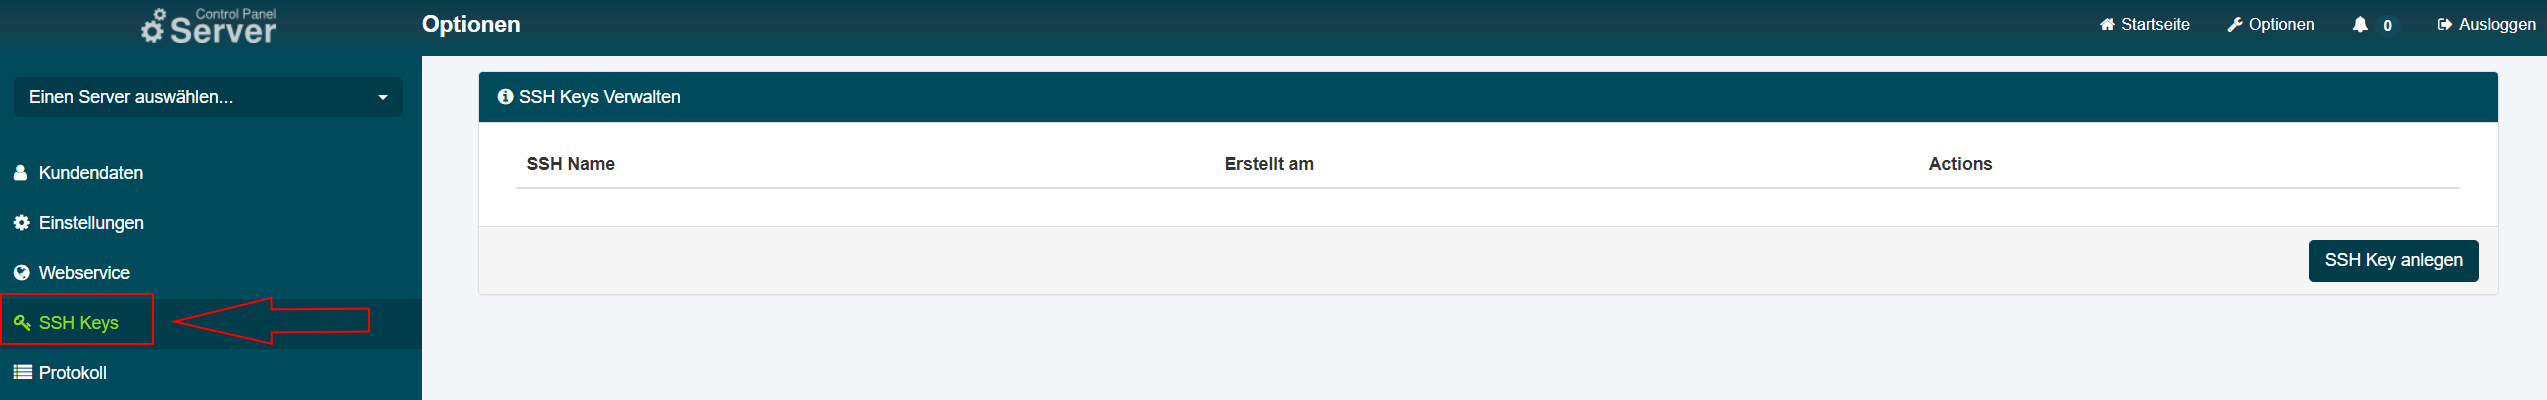 Control Panel
Server
Optionen
Startseite
Optionen
0
Ausloggen
Einen Server auswählen...
Kundendaten
Einstellungen
Webservice
SSH Keys
Protokoll
SSH Keys Verwalten
SSH Name Erstellt am Actions
SSH Key anlegen